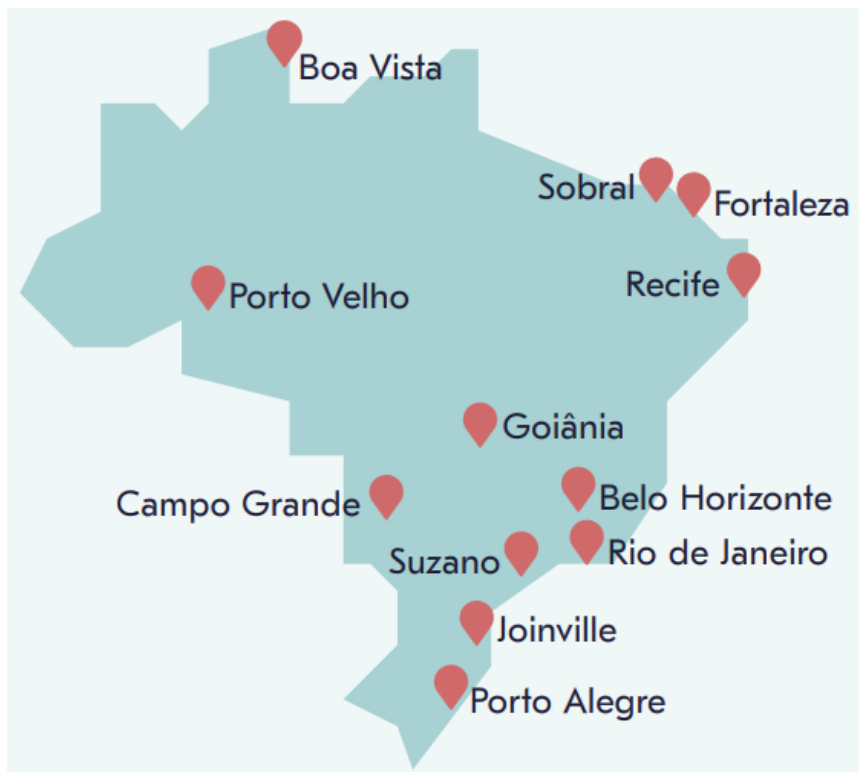 Boa Vista
Sobral
Fortaleza
Recife
Porto Velho
Goiânia
Campo Grande
Belo Horizonte
Suzano
Rio de Janeiro
Joinville
Porto Alegre